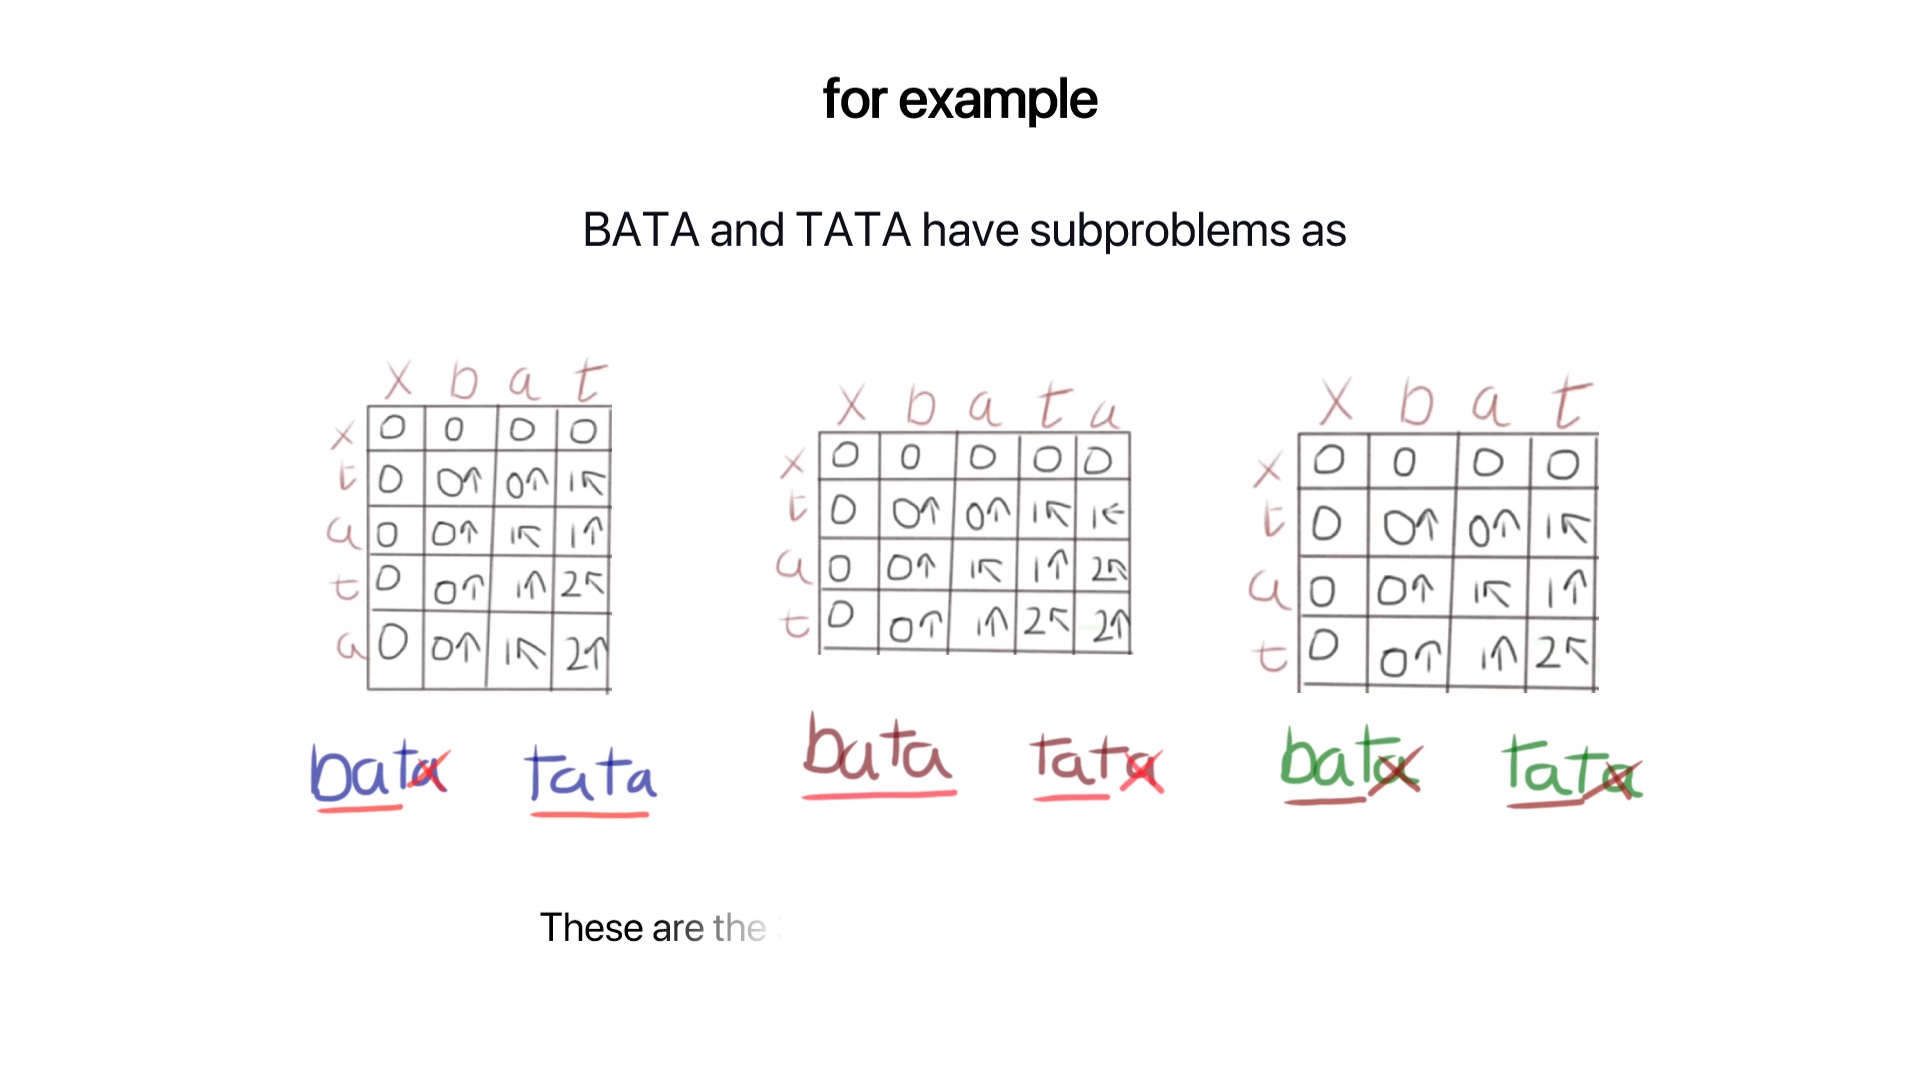 for example
BATA and TATA have subproblems as
x b a t
x 0 0 0 0
t 0 0↑ 0↑ 1↖
a 0 0↑ 1↖ 1↑
t 0 0↑ 1↑ 2↖
a 0 0↑ 1↖ 2↑
bata tata
x b a t a
x 0 0 0 0 0
t 0 0↑ 0↑ 1↖ 1←
a 0 0↑ 1↖ 1↑ 2↖
t 0 0↑ 1↑ 2↖ 2↑
bata tata
x b a t
x 0 0 0 0
t 0 0↑ 0↑ 1↖
a 0 0↑ 1↖ 1↑
t 0 0↑ 1↑ 2↖
bata tata
These are the